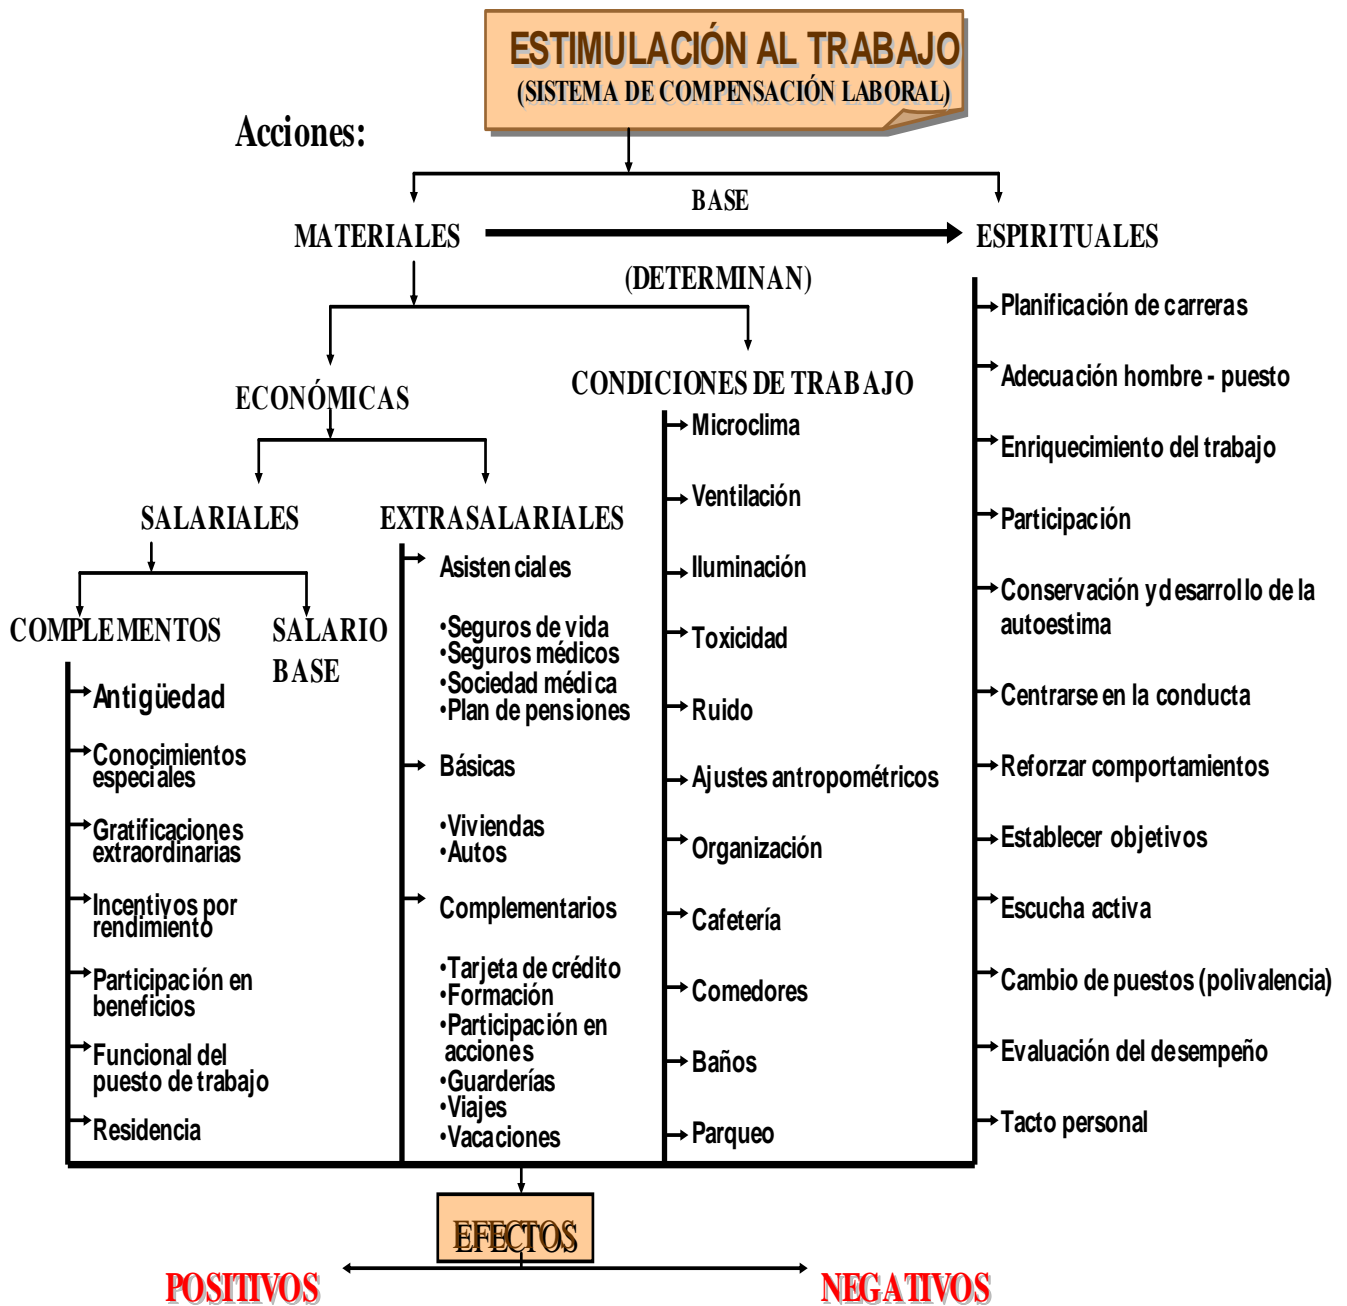 ESTIMULACIÓN AL TRABAJO
(SISTEMA DE COMPENSACIÓN LABORAL)
Acciones:
BASE
MATERIALES
ESPIRITUALES
(DETERMINAN)
ECONÓMICAS
CONDICIONES DE TRABAJO
SALARIALES
EXTRASALARIALES
COMPLEMENTOS
SALARIO
BASE
Antigüedad
Conocimientos
especiales
Gratificaciones
extraordinarias
Incentivos por
rendimiento
Participación en
beneficios
Funcional del
puesto de trabajo
Residencia
Asistenciales
•Seguros de vida
•Seguros médicos
•Sociedad médica
•Plan de pensiones
Básicas
•Viviendas
•Autos
Complementarios
•Tarjeta de crédito
•Formación
•Participación en
acciones
•Guarderías
•Viajes
•Vacaciones
Microclima
Ventilación
Iluminación
Toxicidad
Ruido
Ajustes antropométricos
Organización
Cafetería
Comedores
Baños
Parqueo
Planificación de carreras
Adecuación hombre - puesto
Enriquecimiento del trabajo
Participación
Conservación y desarrollo de la
autoestima
Centrarse en la conducta
Reforzar comportamientos
Establecer objetivos
Escucha activa
Cambio de puestos (polivalencia)
Evaluación del desempeño
Tacto personal
EFECTOS
POSITIVOS
NEGATIVOS